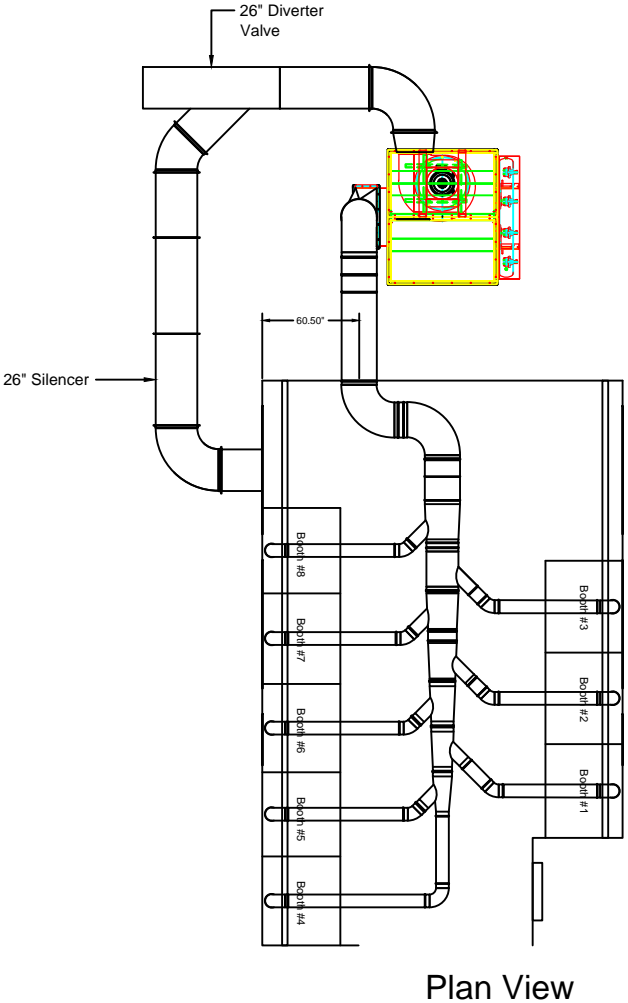 26" Diverter
Valve
60.50"
26" Silencer
Booth #8
Booth #3
Booth #7
Booth #2
Booth #6
Booth #1
Booth #5
Booth #4
Plan View